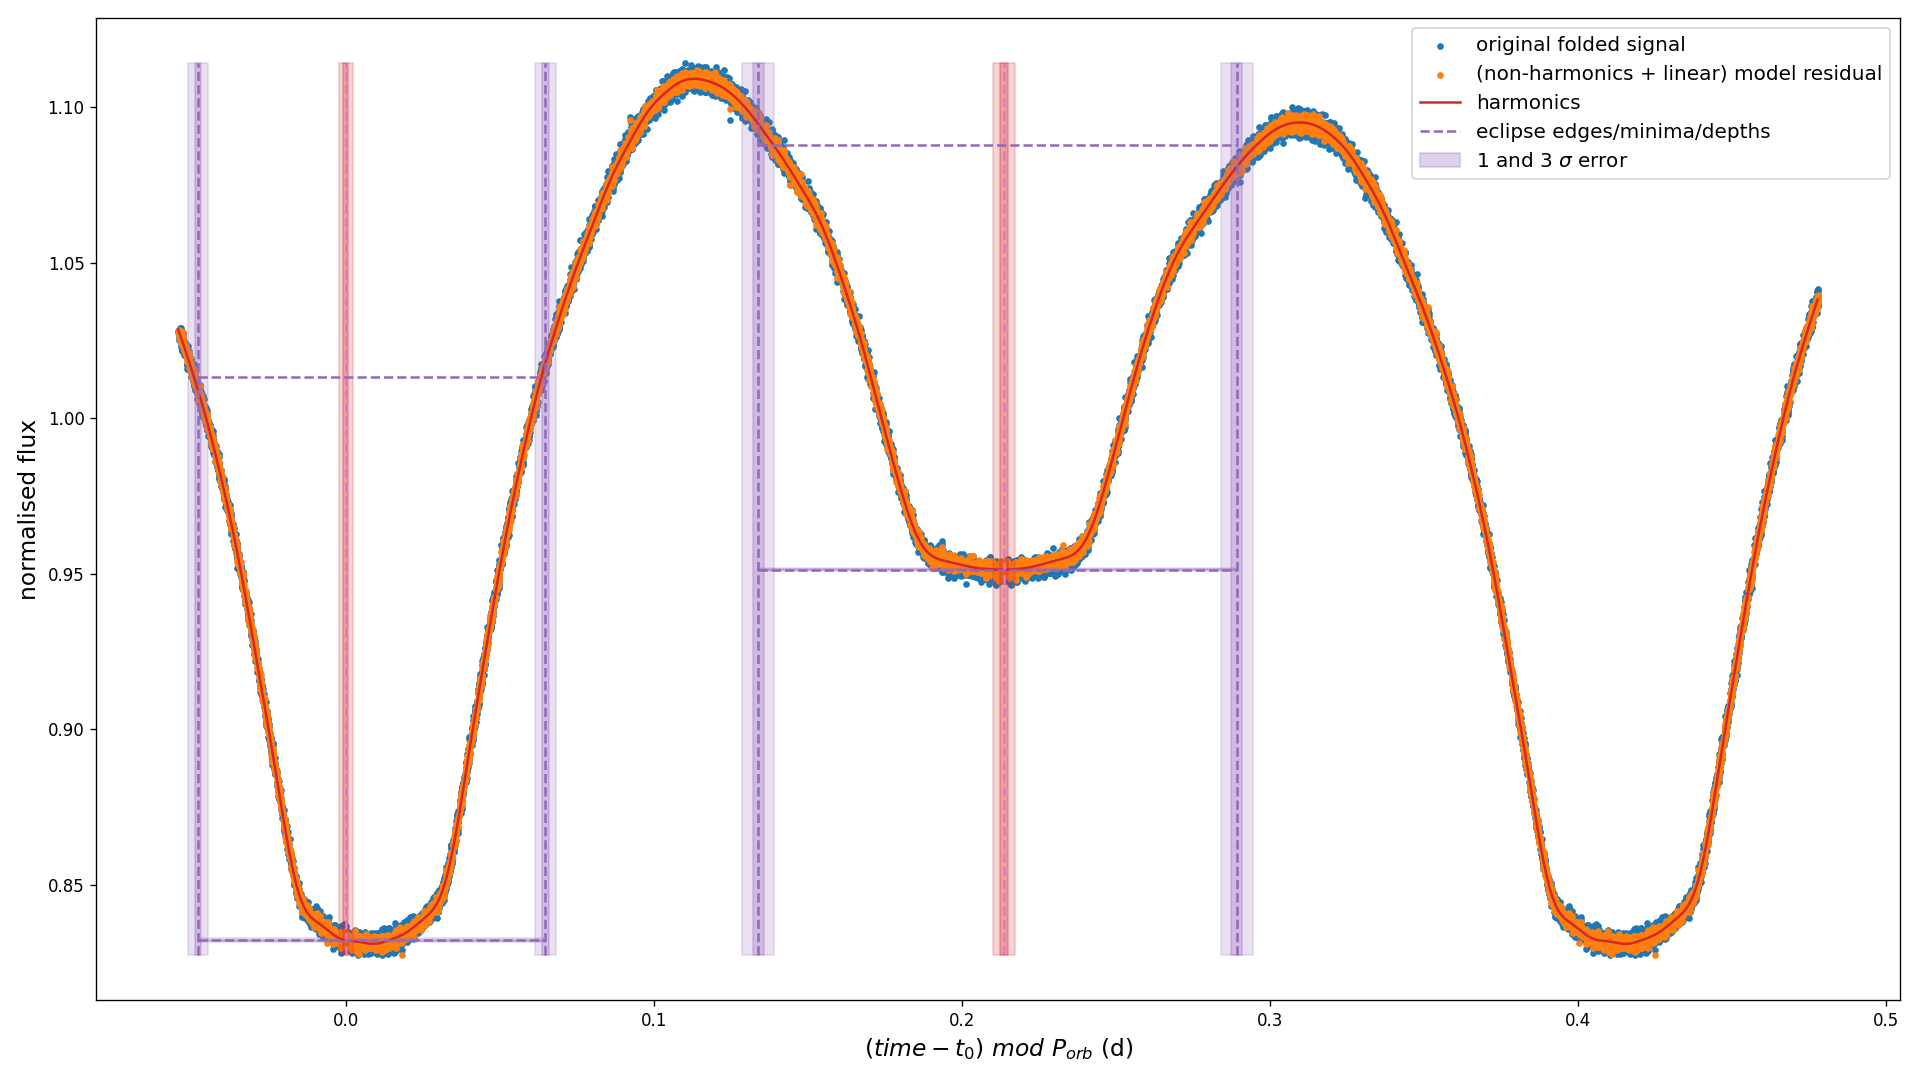 original folded signal
(non-harmonics + linear) model residual
harmonics
eclipse edges/minima/depths
1 and 3 σ error
normalised flux
1.10
1.05
1.00
0.95
0.90
0.85
0.0 0.1 0.2 0.3 0.4 0.5
(time − t₀) mod Pₒᵣb (d)